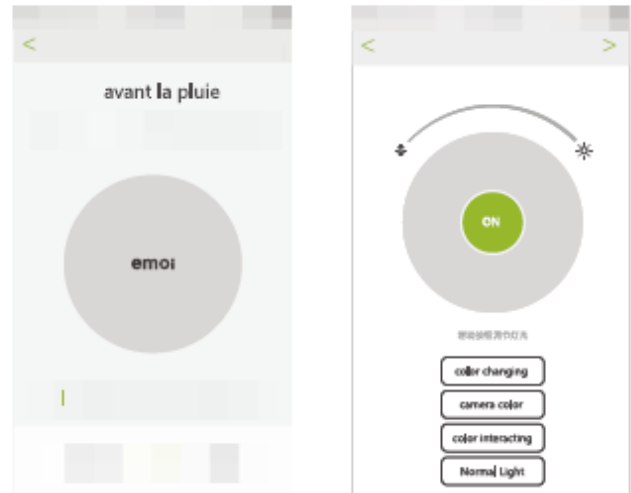 <
avant la pluie
emoi
<
>
ON
color changing
camera color
color interacting
Normal Light